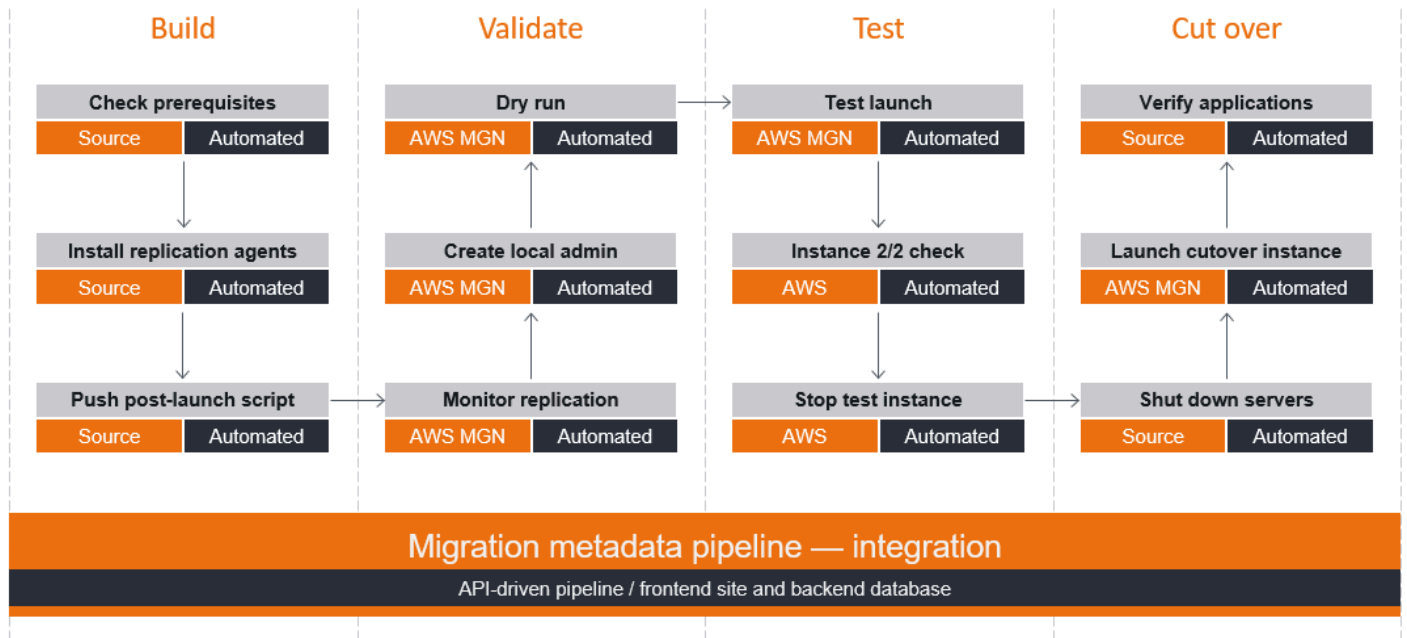 Build
Check prerequisites
Source Automated
Install replication agents
Source Automated
Push post-launch script
Source Automated
Validate
Dry run
AWS MGN Automated
Create local admin
AWS MGN Automated
Monitor replication
AWS MGN Automated
Test
Test launch
AWS MGN Automated
Instance 2/2 check
AWS Automated
Stop test instance
AWS Automated
Cut over
Verify applications
Source Automated
Launch cutover instance
AWS MGN Automated
Shut down servers
Source Automated
Migration metadata pipeline — integration
API-driven pipeline / frontend site and backend database